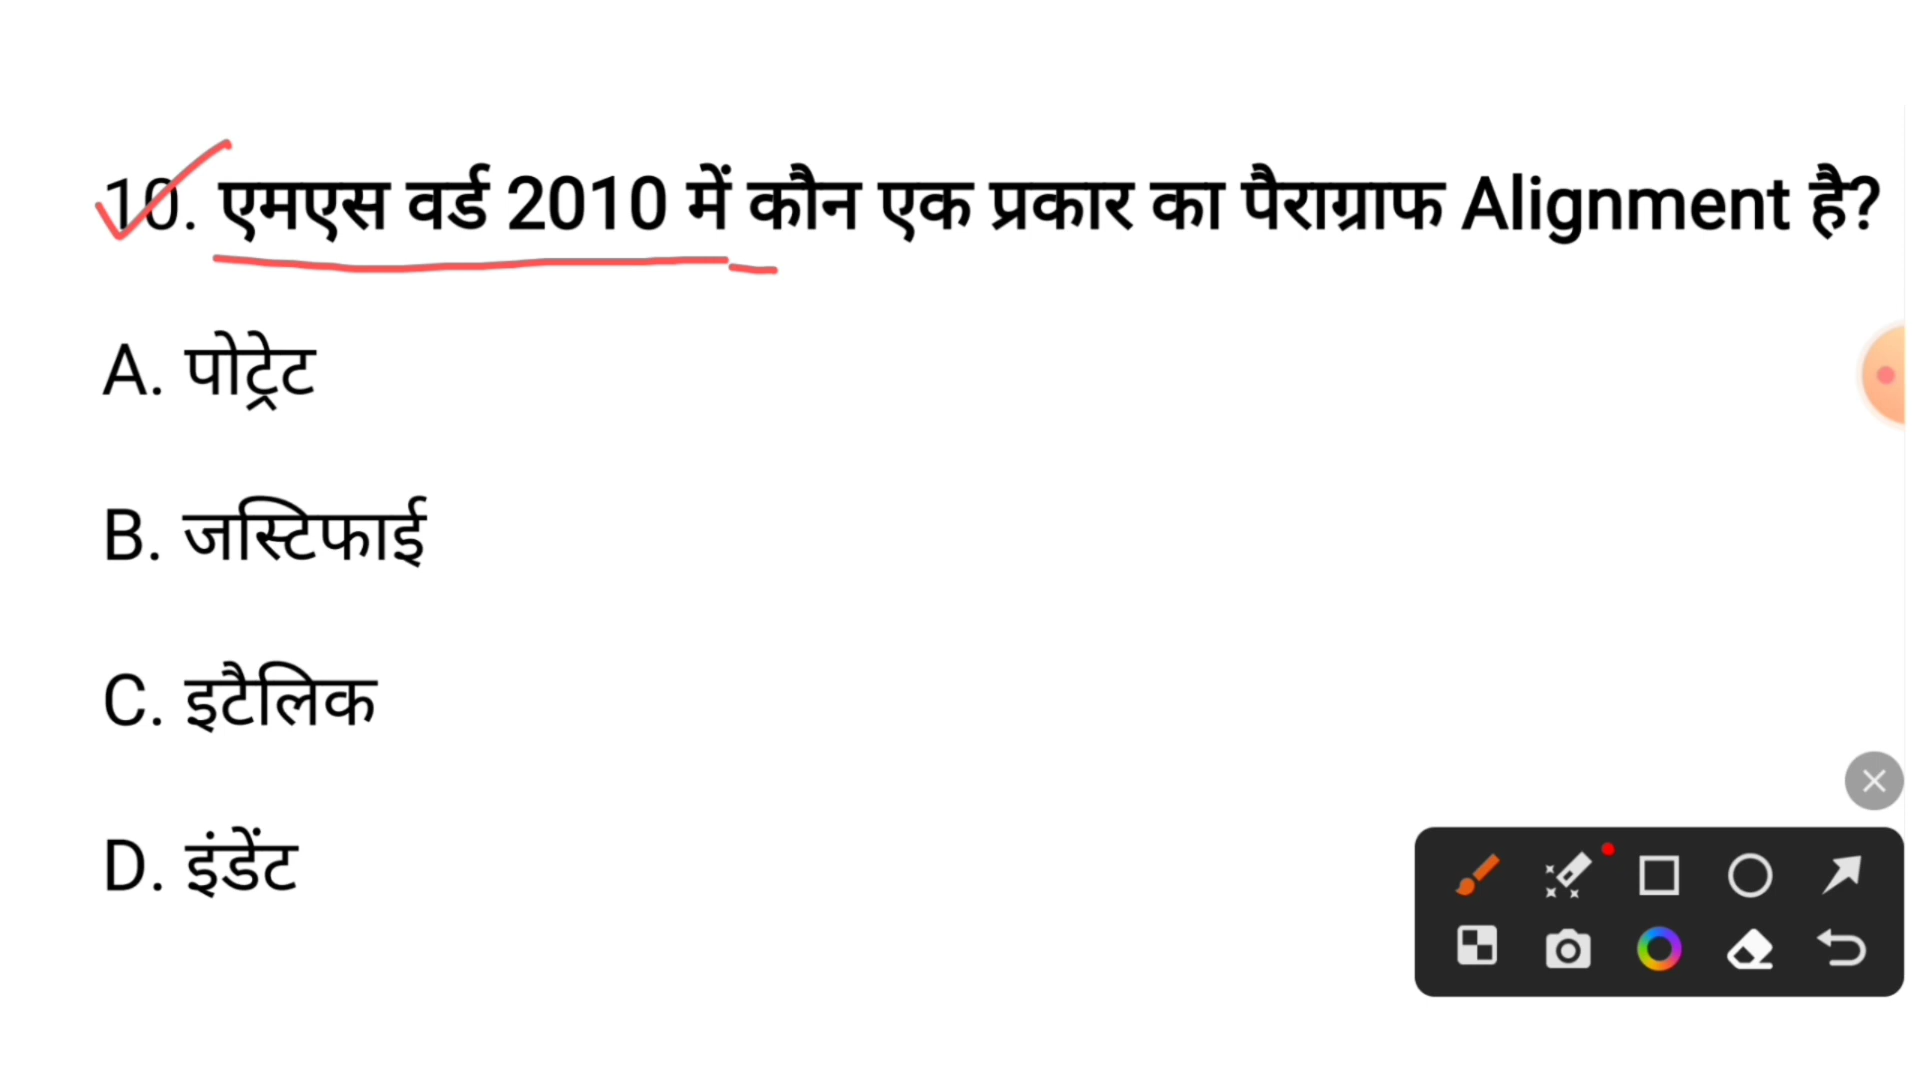 10. एमएस वर्ड 2010 में कौन एक प्रकार का पैराग्राफ Alignment है?
A. पोट्रेट
B. जस्टिफाई
C. इटैलिक
D. इंडेंट